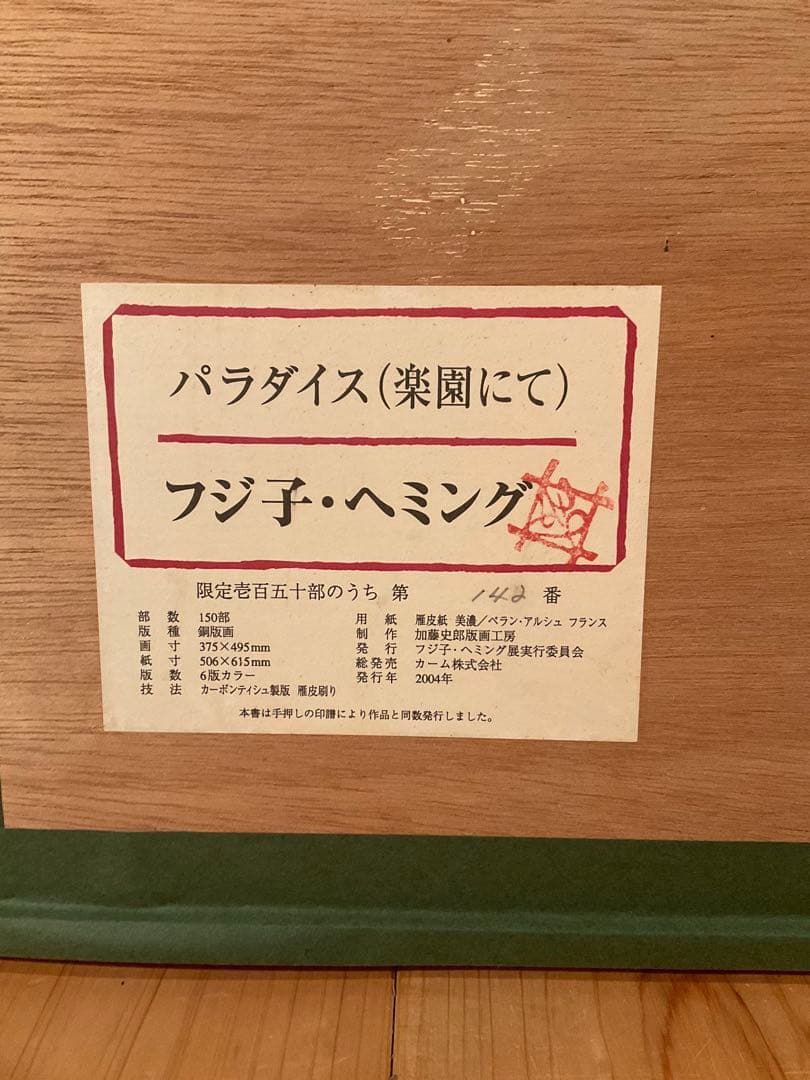 パラダイス(楽園にて)
フジ子・ヘミング
限定壱百五十部のうち 第 142 番
部数 150部
版種 銅版画
画寸 375×495mm
紙寸 506×615mm
版数 6版カラー
技法 カーボンティシュ製版 雁皮刷り
用紙 雁皮紙 美濃/ベラン・アルシュ フランス
制作 加藤史郎版画工房
発行 フジ子・ヘミング展実行委員会
総発売 カーム株式会社
発行年 2004年
本書は手押しの印譜により作品と同数発行しました。